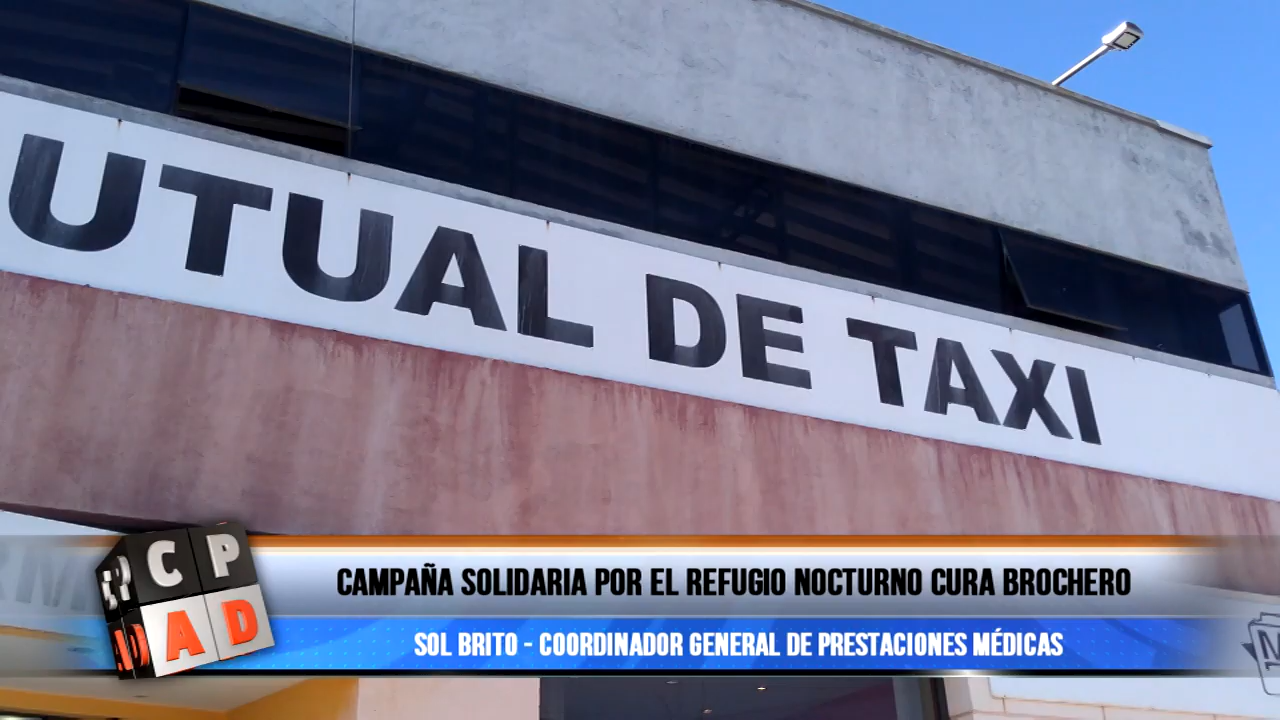 UTUAL DE TAXI
CAMPAÑA SOLIDARIA POR EL REFUGIO NOCTURNO CURA BROCHERO
SOL BRITO - COORDINADOR GENERAL DE PRESTACIONES MÉDICAS
CP
AD